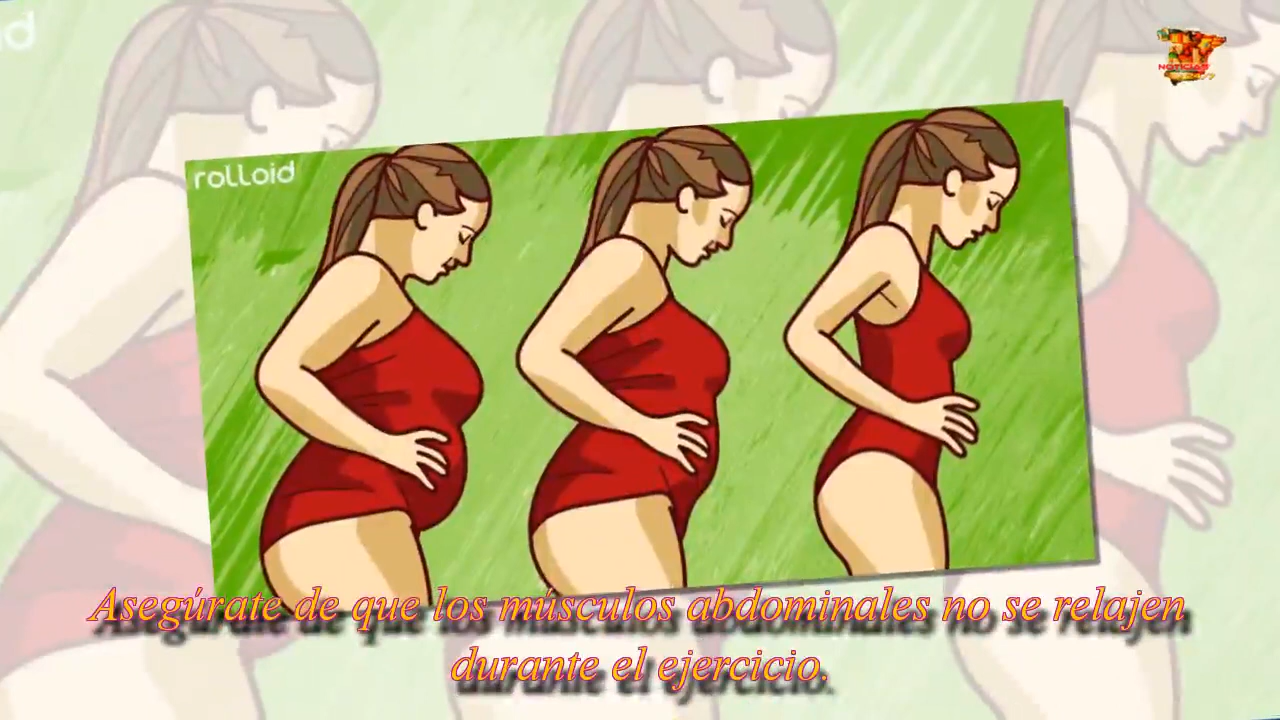 rolloid
Asegúrate de que los músculos abdominales no se relajen
durante el ejercicio.